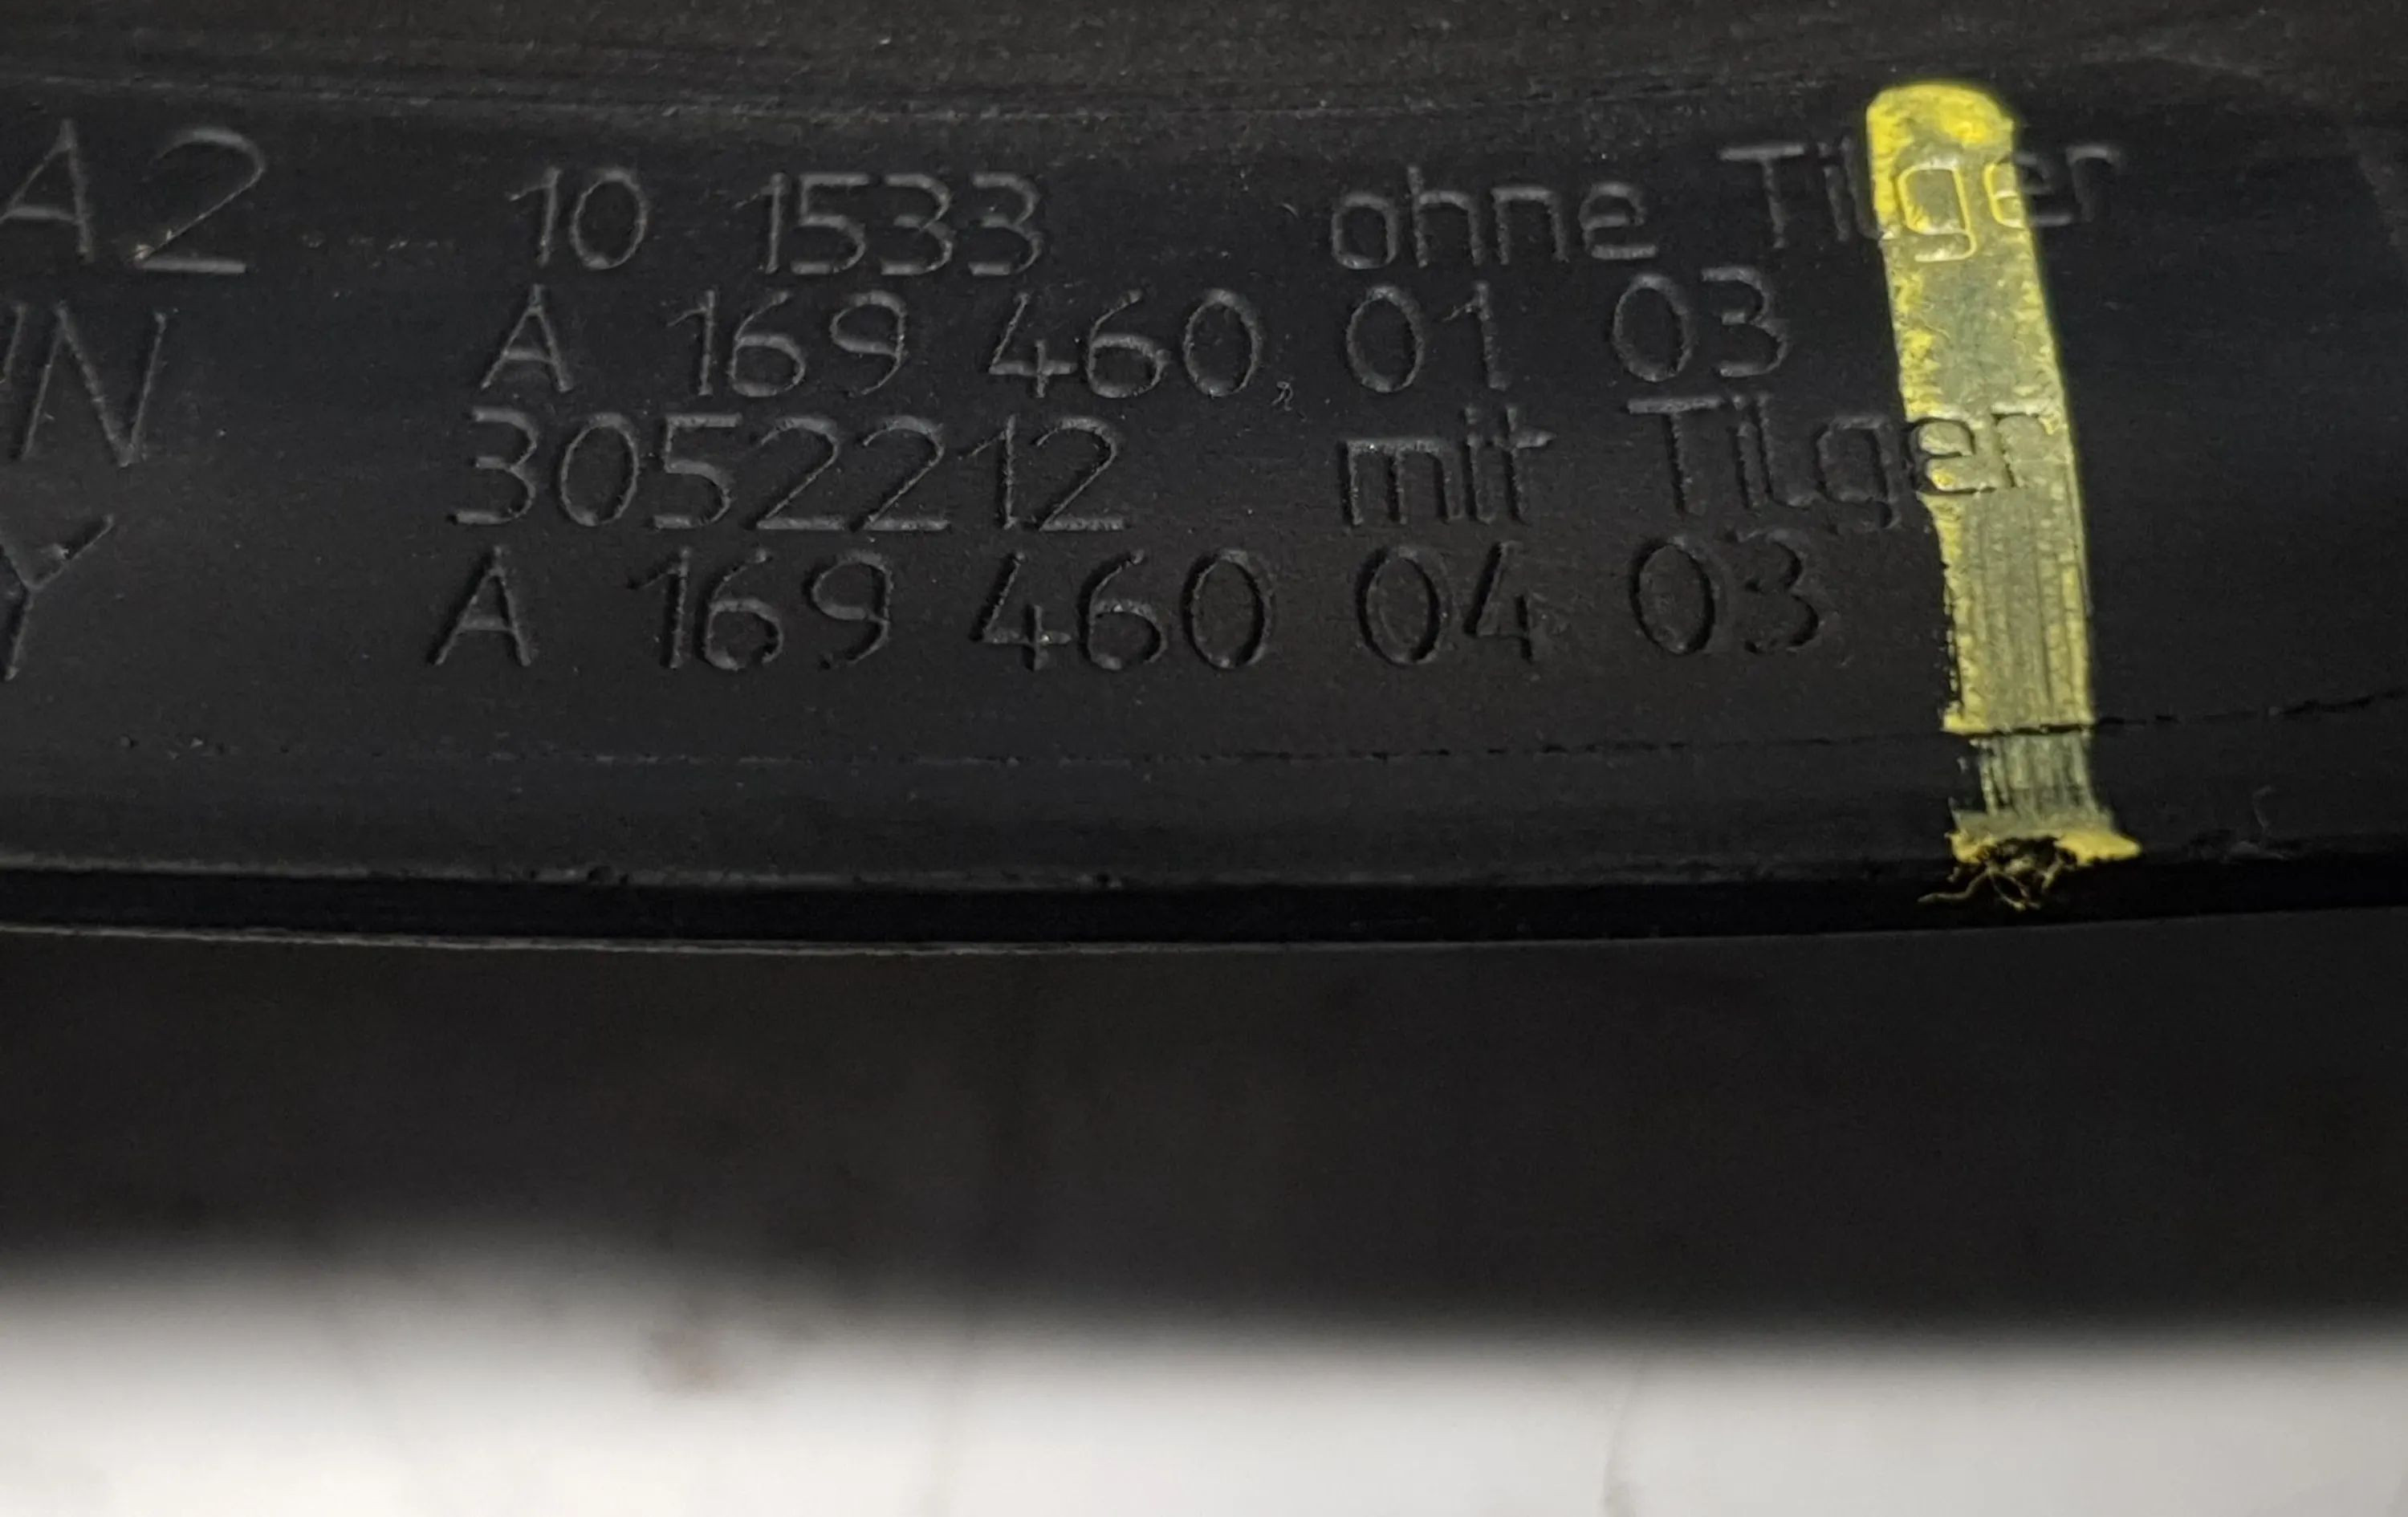 A2 10 1533 ohne Tilger
A 169 460 01 03
3052212 mit Tilger
A 169 460 04 03